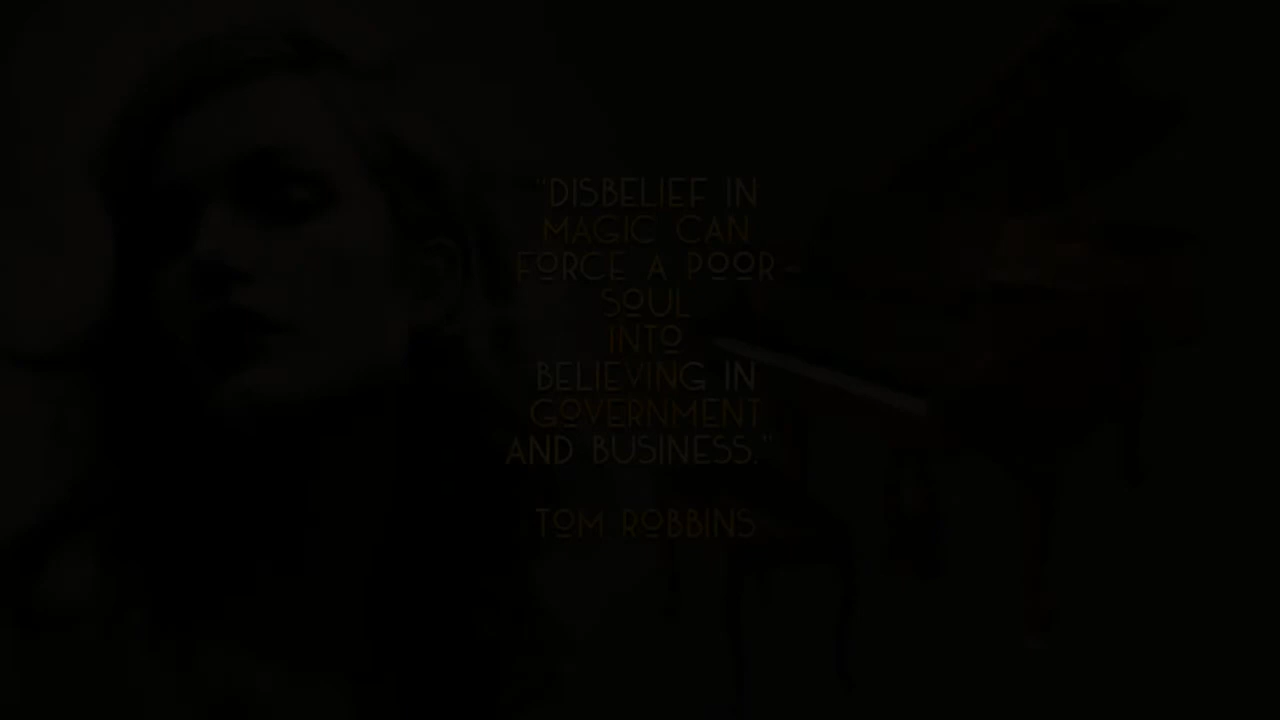 "DISBELIEF IN
MAGIC CAN
FORCE A POOR
SOUL
INTO
BELIEVING IN
GOVERNMENT
AND BUSINESS."
TOM ROBBINS